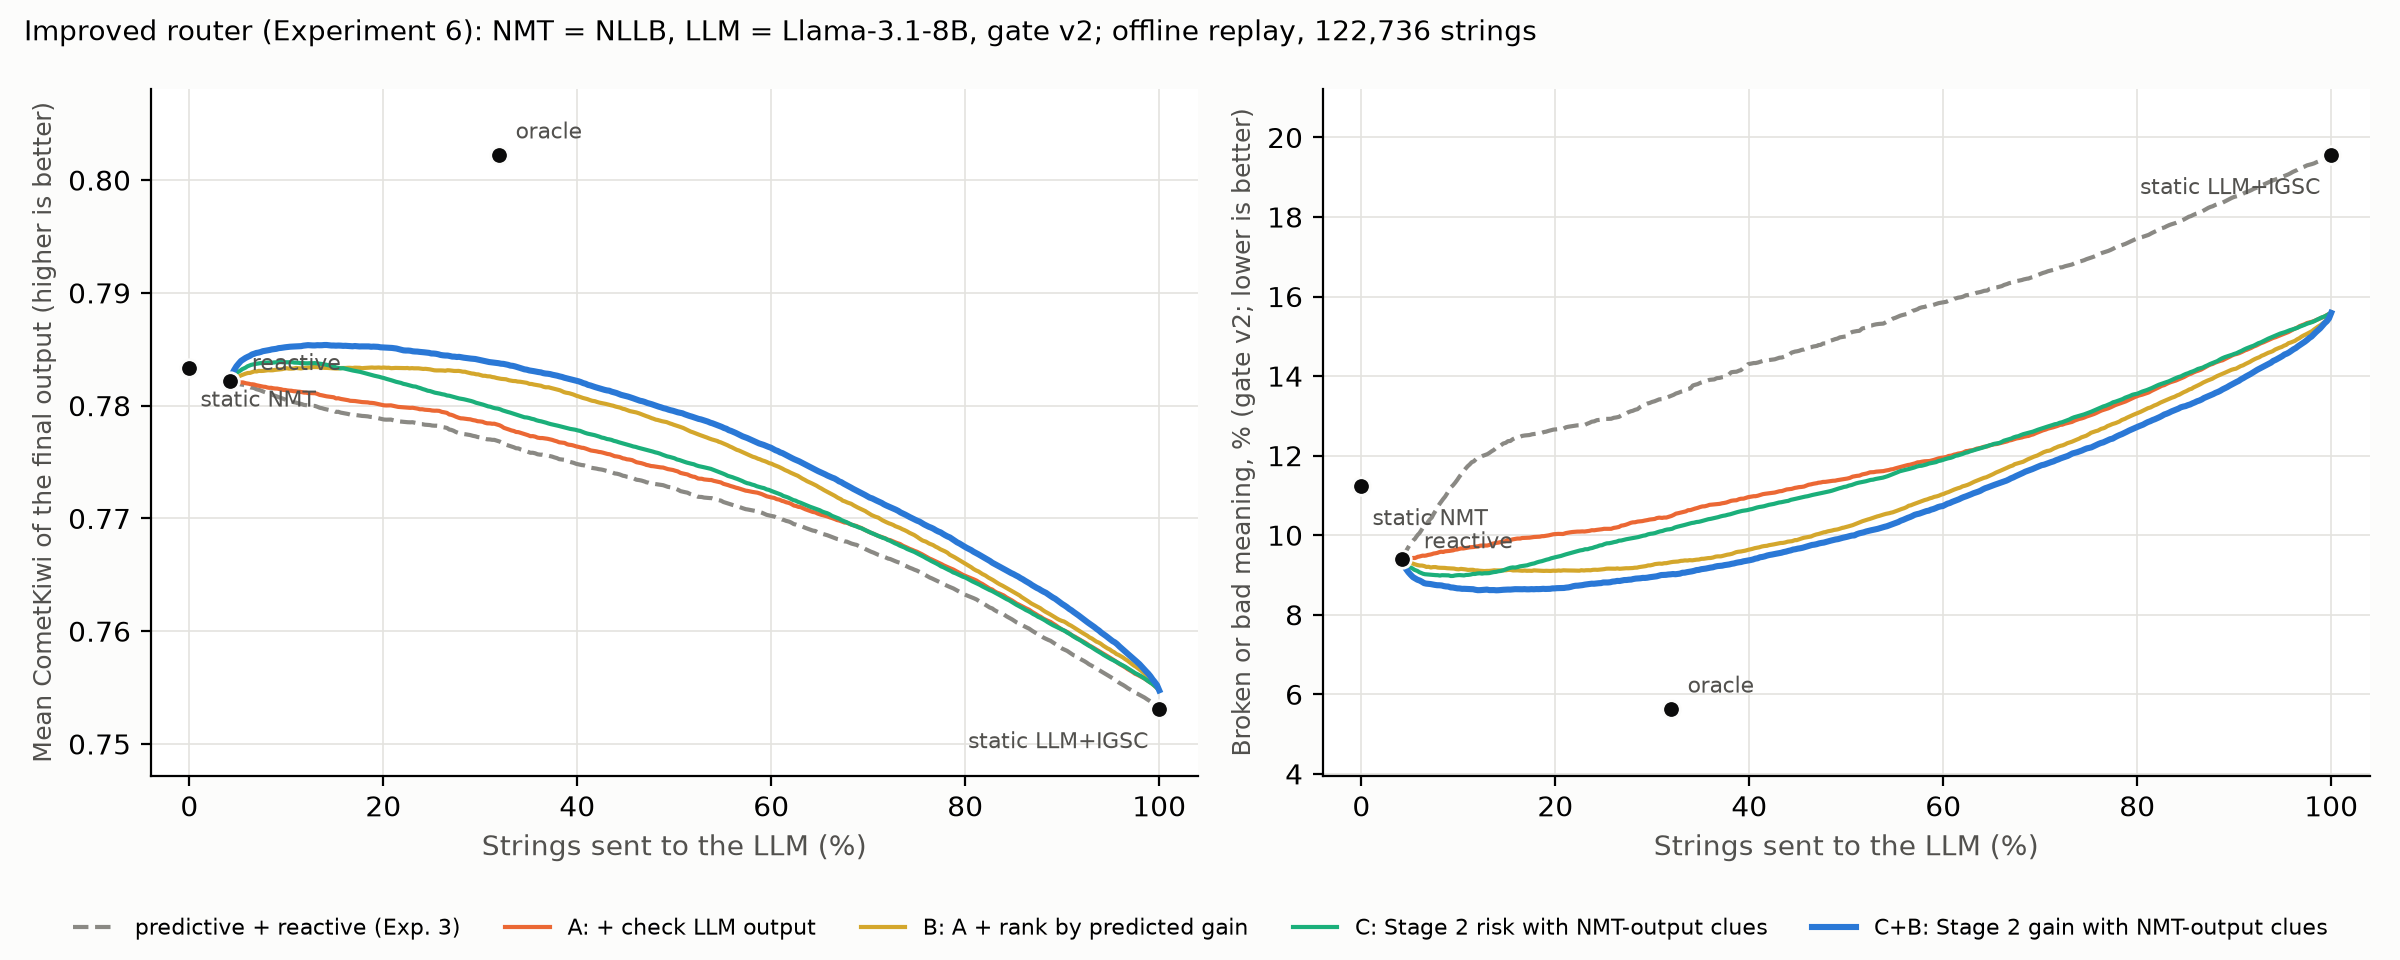 Improved router (Experiment 6): NMT = NLLB, LLM = Llama-3.1-8B, gate v2; offline replay, 122,736 strings
Mean CometKiwi of the final output (higher is better)
0.80
0.79
0.78
0.77
0.76
0.75
oracle
reactive
static NMT
static LLM+IGSC
0
20
40
60
80
100
Strings sent to the LLM (%)
Broken or bad meaning, % (gate v2; lower is better)
20
18
16
14
12
10
8
6
4
static LLM+IGSC
static NMT
reactive
oracle
0
20
40
60
80
100
Strings sent to the LLM (%)
predictive + reactive (Exp. 3)
A: + check LLM output
B: A + rank by predicted gain
C: Stage 2 risk with NMT-output clues
C+B: Stage 2 gain with NMT-output clues